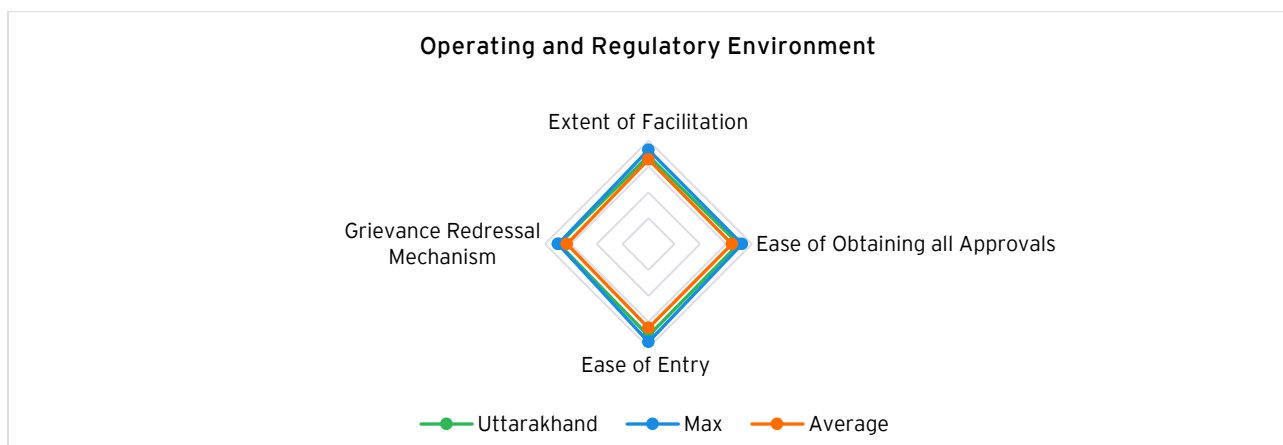 Operating and Regulatory Environment
Extent of Facilitation
Grievance Redressal
Mechanism
Ease of Obtaining all Approvals
Ease of Entry
Uttarakhand Max Average